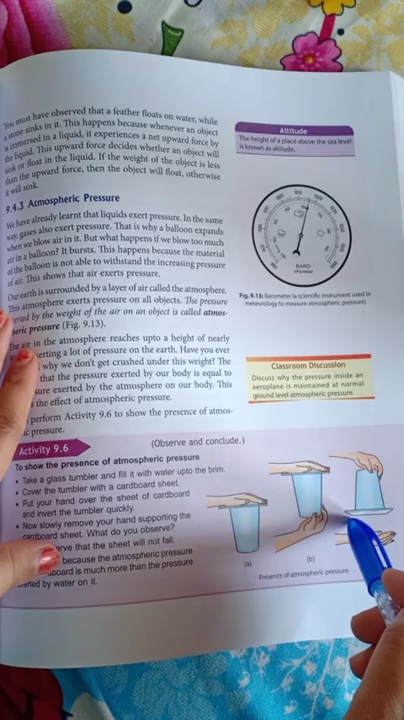 You must have observed that a feather floats on water, while
a stone sinks in it. This happens because whenever an object
is immersed in a liquid, it experiences a net upward force by
the liquid. This upward force decides whether an object will
sink or float in the liquid. If the weight of the object is less
than the upward force, then the object will float, otherwise
it will sink.
9.4.3 Atmospheric Pressure
We have already learnt that liquids exert pressure. In the same
way, gases also exert pressure. That is why a balloon expands
when we blow air in it. But what happens if we blow too much
air in a balloon? It bursts. This happens because the material
of the balloon is not able to withstand the increasing pressure
of air. This shows that air exerts pressure.
Our earth is surrounded by a layer of air called the atmosphere.
This atmosphere exerts pressure on all objects. The pressure
exerted by the weight of the air on an object is called atmos-
heric pressure (Fig. 9.13).
The air in the atmosphere reaches upto a height of nearly
erting a lot of pressure on the earth. Have you ever
why we don't get crushed under this weight? The
that the pressure exerted by our body is equal to
sure exerted by the atmosphere on our body. This
s the effect of atmospheric pressure.
perform Activity 9.6 to show the presence of atmos-
ic pressure.
Altitude
The height of a place above the sea level
is known as altitude.
BARO
Fig. 9.13: Barometer (a scientific instrument used in
meteorology to measure atmospheric pressure)
Classroom Discussion
Discuss why the pressure inside an
aeroplane is maintained at normal
ground level atmospheric pressure.
Activity 9.6
(Observe and conclude.)
To show the presence of atmospheric pressure
• Take a glass tumbler and fill it with water upto the brim.
• Cover the tumbler with a cardboard sheet.
• Put your hand over the sheet of cardboard
and invert the tumbler quickly.
• Now slowly remove your hand supporting the
cardboard sheet. What do you observe?
erve that the sheet will not fall.
because the atmospheric pressure
board is much more than the pressure
erted by water on it.
(a)
(b)
Presence of atmospheric pressure